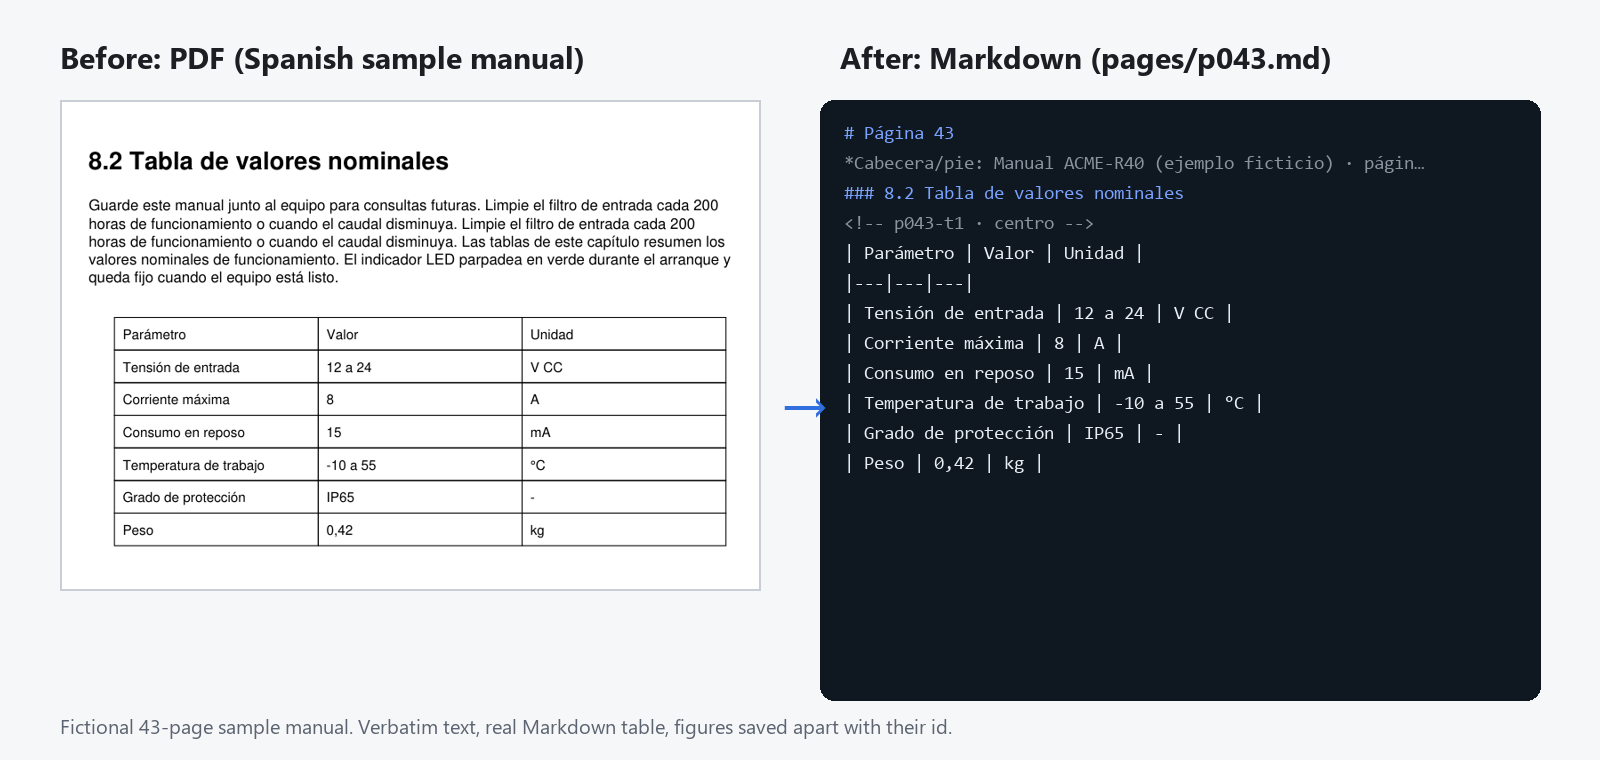 Before: PDF (Spanish sample manual)
8.2 Tabla de valores nominales
Guarde este manual junto al equipo para consultas futuras. Limpie el filtro de entrada cada 200
horas de funcionamiento o cuando el caudal disminuya. Limpie el filtro de entrada cada 200
horas de funcionamiento o cuando el caudal disminuya. Las tablas de este capítulo resumen los
valores nominales de funcionamiento. El indicador LED parpadea en verde durante el arranque y
queda fijo cuando el equipo está listo.
Parámetro Valor Unidad
Tensión de entrada 12 a 24 V CC
Corriente máxima 8 A
Consumo en reposo 15 mA
Temperatura de trabajo -10 a 55 °C
Grado de protección IP65 -
Peso 0,42 kg
→
After: Markdown (pages/p043.md)
# Página 43
*Cabecera/pie: Manual ACME-R40 (ejemplo ficticio) · págin…
### 8.2 Tabla de valores nominales
<!-- p043-t1 · centro -->
| Parámetro | Valor | Unidad |
|---|---|---|
| Tensión de entrada | 12 a 24 | V CC |
| Corriente máxima | 8 | A |
| Consumo en reposo | 15 | mA |
| Temperatura de trabajo | -10 a 55 | °C |
| Grado de protección | IP65 | - |
| Peso | 0,42 | kg |
Fictional 43-page sample manual. Verbatim text, real Markdown table, figures saved apart with their id.